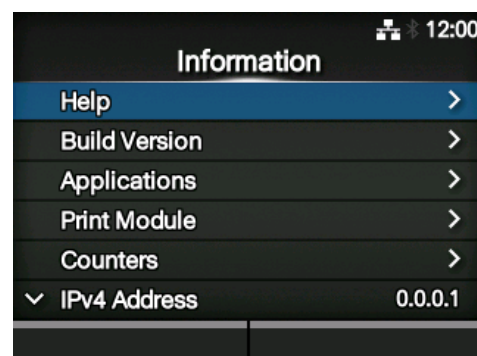 12:00
Information
Help
Build Version
Applications
Print Module
Counters
IPv4 Address 0.0.0.1